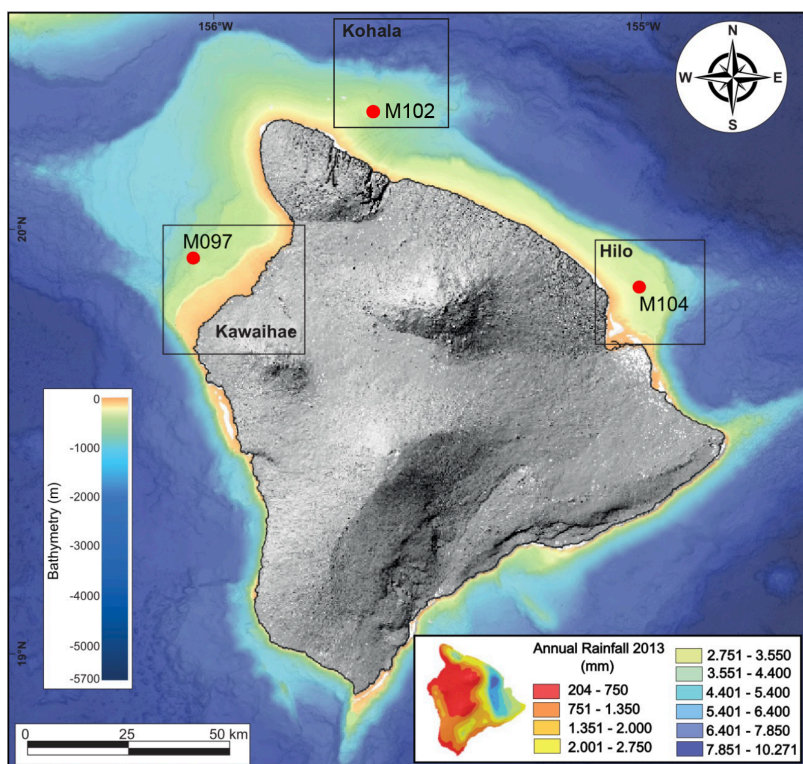 156°W
155°W
Kohala
N
W
E
S
M102
20°N
M097
Hilo
M104
Kawaihae
0
-1000
-2000
-3000
-4000
-5000
-5700
Bathymetry (m)
19°N
Annual Rainfall 2013
(mm)
204 - 750
751 - 1.350
1.351 - 2.000
2.001 - 2.750
2.751 - 3.550
3.551 - 4.400
4.401 - 5.400
5.401 - 6.400
6.401 - 7.850
7.851 - 10.271
0 25 50 km